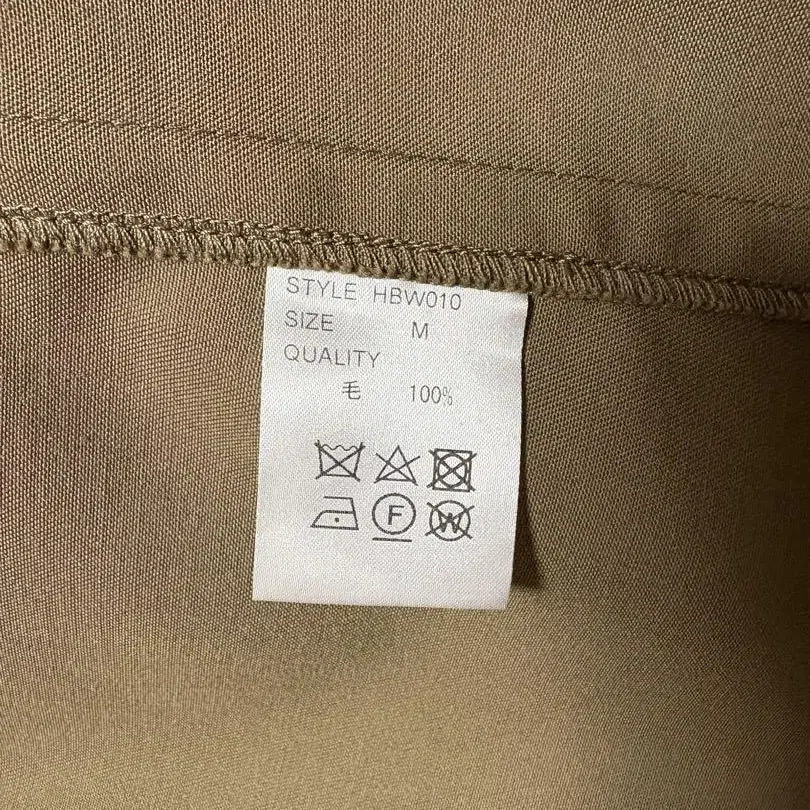 STYLE HBW010
SIZE M
QUALITY
毛 100%
F W